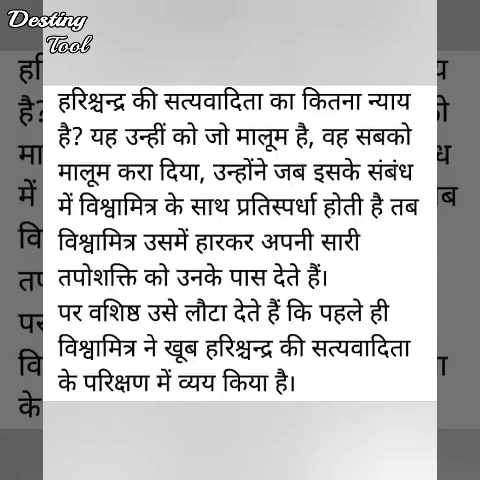 Destiny
Tool
हरिश्चन्द्र की सत्यवादिता का कितना न्याय
है? यह उन्हीं को जो मालूम है, वह सबको
मालूम करा दिया, उन्होंने जब इसके संबंध
में विश्वामित्र के साथ प्रतिस्पर्धा होती है तब
विश्वामित्र उसमें हारकर अपनी सारी
तपोशक्ति को उनके पास देते हैं।
पर वशिष्ठ उसे लौटा देते हैं कि पहले ही
विश्वामित्र ने खूब हरिश्चन्द्र की सत्यवादिता
के परिक्षण में व्यय किया है।